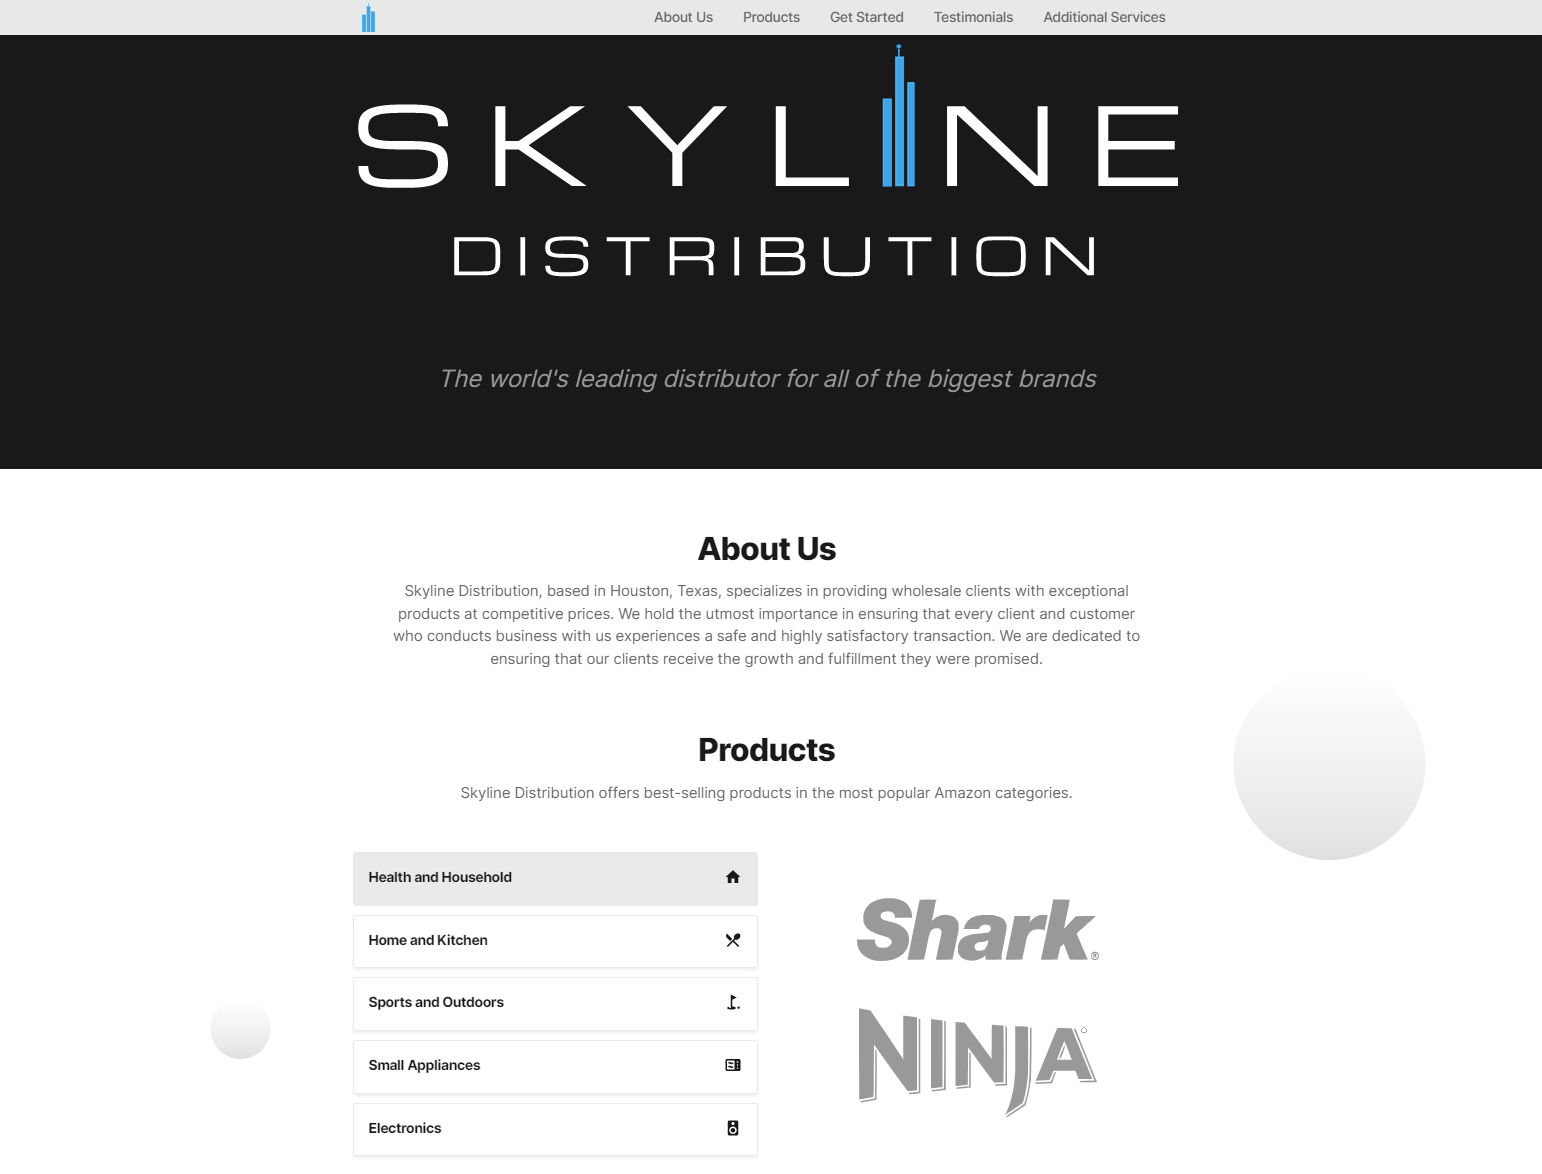 About Us Products Get Started Testimonials Additional Services
SKYLINE
DISTRIBUTION
The world's leading distributor for all of the biggest brands
About Us
Skyline Distribution, based in Houston, Texas, specializes in providing wholesale clients with exceptional
products at competitive prices. We hold the utmost importance in ensuring that every client and customer
who conducts business with us experiences a safe and highly satisfactory transaction. We are dedicated to
ensuring that our clients receive the growth and fulfillment they were promised.
Products
Skyline Distribution offers best-selling products in the most popular Amazon categories.
Health and Household
Home and Kitchen
Sports and Outdoors
Small Appliances
Electronics
Shark®
NINJA